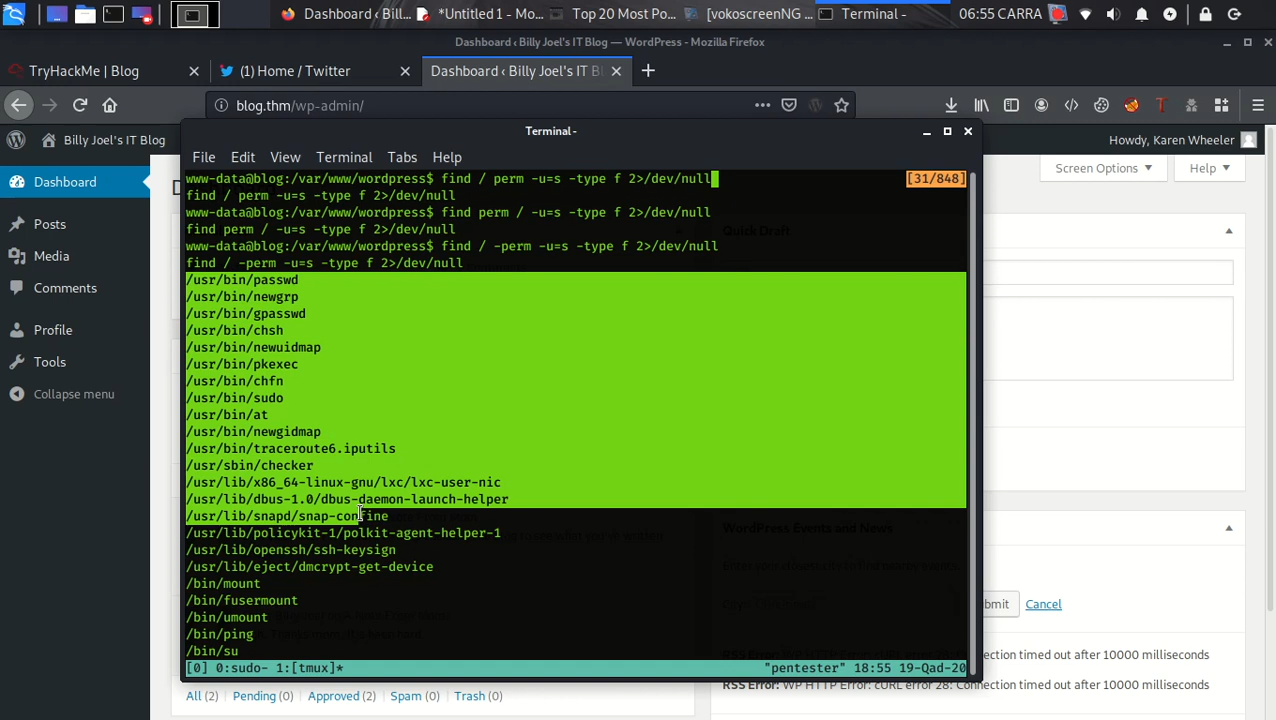 Dashboard ‹ Bill...
*Untitled 1 - Mo...
Top 20 Most Po...
[vokoscreenNG ...
Terminal -
06:55 CARRA
Dashboard ‹ Billy Joel's IT Blog — WordPress - Mozilla Firefox
TryHackMe | Blog
(1) Home / Twitter
Dashboard ‹ Billy Joel's IT B
blog.thm/wp-admin/
Billy Joel's IT Blog
Howdy, Karen Wheeler
Terminal -
Screen Options
Help
Dashboard
Posts
Media
Comments
Profile
Tools
Collapse menu
File Edit View Terminal Tabs Help
www-data@blog:/var/www/wordpress$ find / perm -u=s -type f 2>/dev/null
[31/848]
find / perm -u=s -type f 2>/dev/null
www-data@blog:/var/www/wordpress$ find perm / -u=s -type f 2>/dev/null
find perm / -u=s -type f 2>/dev/null
www-data@blog:/var/www/wordpress$ find / -perm -u=s -type f 2>/dev/null
find / -perm -u=s -type f 2>/dev/null
/usr/bin/passwd
/usr/bin/newgrp
/usr/bin/gpasswd
/usr/bin/chsh
/usr/bin/newuidmap
/usr/bin/pkexec
/usr/bin/chfn
/usr/bin/sudo
/usr/bin/at
/usr/bin/newgidmap
/usr/bin/traceroute6.iputils
/usr/sbin/checker
/usr/lib/x86_64-linux-gnu/lxc/lxc-user-nic
/usr/lib/dbus-1.0/dbus-daemon-launch-helper
/usr/lib/snapd/snap-confine
/usr/lib/policykit-1/polkit-agent-helper-1
/usr/lib/openssh/ssh-keysign
/usr/lib/eject/dmcrypt-get-device
/bin/mount
/bin/fusermount
/bin/umount
/bin/ping
/bin/su
[0] 0:sudo- 1:[tmux]*
"pentester" 18:55 19-Qad-20
Quick Draft
WordPress Events and News
bmit
Cancel
RSS Error: WP HTTP Error: cURL error 28: Connection timed out after 10000 milliseconds
RSS Error: WP HTTP Error: cURL error 28: Connection timed out after 10000 milliseconds
All (2) Pending (0) Approved (2) Spam (0) Trash (0)